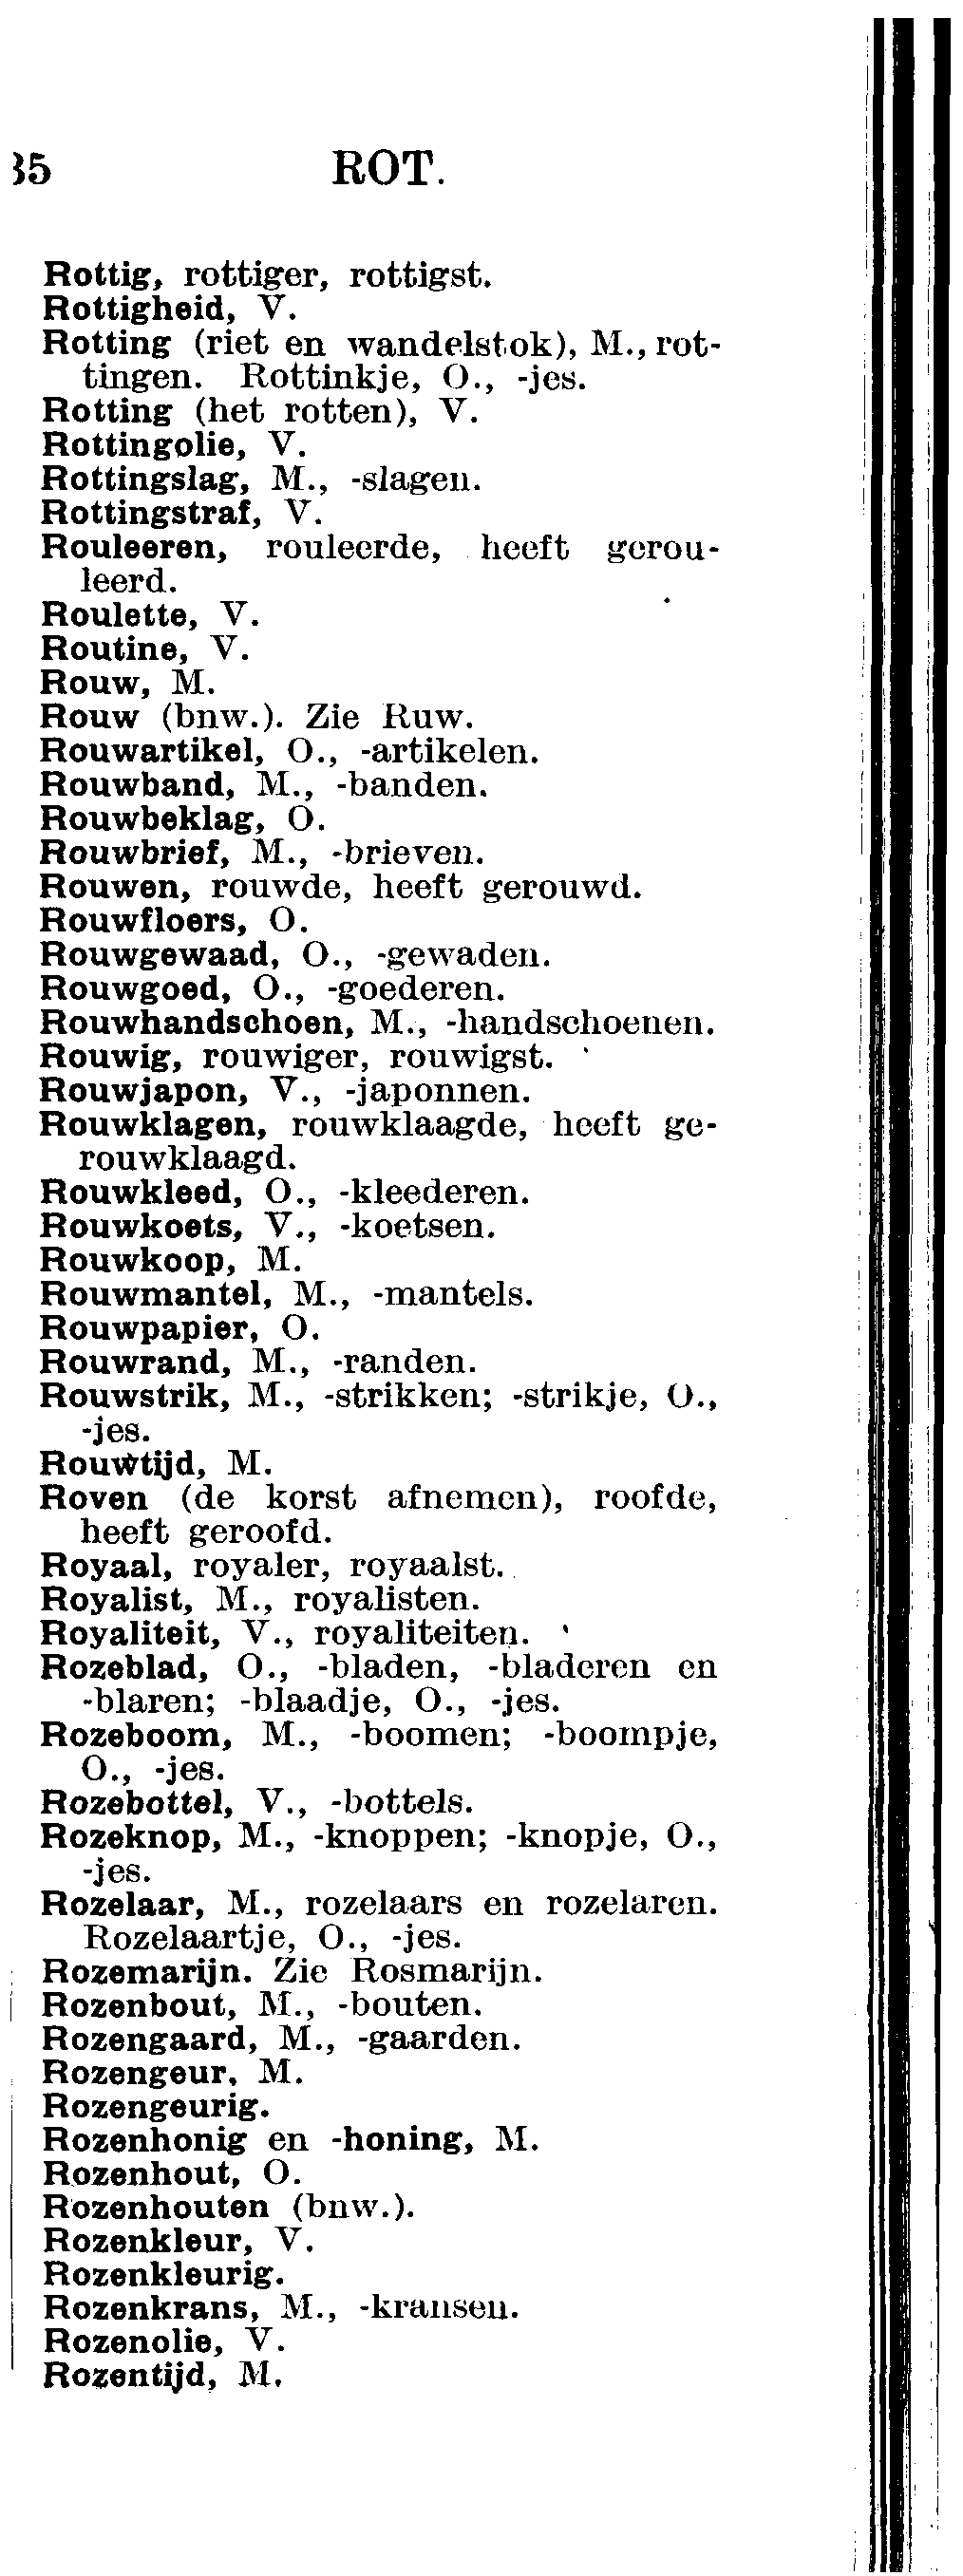 35 ROT.
Rottig, rottiger, rottigst.
Rottigheid, V.
Rotting (riet en wandelstok), M., rot-
tingen. Rottinkje, O., -jes.
Rotting (het rotten), V.
Rottingolie, V.
Rottingslag, M., -slagen.
Rottingstraf, V.
Rouleeren, rouleerde, heeft gerou-
leerd.
Roulette, V.
Routine, V.
Rouw, M.
Rouw (bnw.). Zie Ruw.
Rouwartikel, O., -artikelen.
Rouwband, M., -banden.
Rouwbeklag, O.
Rouwbrief, M., -brieven.
Rouwen, rouwde, heeft gerouwd.
Rouwfloers, O.
Rouwgewaad, O., -gewaden.
Rouwgoed, O., -goederen.
Rouwhandschoen, M., -handschoenen.
Rouwig, rouwiger, rouwigst.
Rouwjapon, V., -japonnen.
Rouwklagen, rouwklaagde, heeft ge-
rouwklaagd.
Rouwkleed, O., -kleederen.
Rouwkoets, V., -koetsen.
Rouwkoop, M.
Rouwmantel, M., -mantels.
Rouwpapier, O.
Rouwrand, M., -randen.
Rouwstrik, M., -strikken; -strikje, O.,
-jes.
Rouwtijd, M.
Roven (de korst afnemen), roofde,
heeft geroofd.
Royaal, royaler, royaalst.
Royalist, M., royalisten.
Royaliteit, V., royaliteiten.
Rozeblad, O., -bladen, -bladeren en
-blaren; -blaadje, O., -jes.
Rozeboom, M., -boomen; -boompje,
O., -jes.
Rozebottel, V., -bottels.
Rozeknop, M., -knoppen; -knopje, O.,
-jes.
Rozelaar, M., rozelaars en rozelaren.
Rozelaartje, O., -jes.
Rozemarijn. Zie Rosmarijn.
Rozenbout, M., -bouten.
Rozengaard, M., -gaarden.
Rozengeur, M.
Rozengeurig.
Rozenhonig en -honing, M.
Rozenhout, O.
Rozenhouten (bnw.).
Rozenkleur, V.
Rozenkleurig.
Rozenkrans, M., -kransen.
Rozenolie, V.
Rozentijd, M.